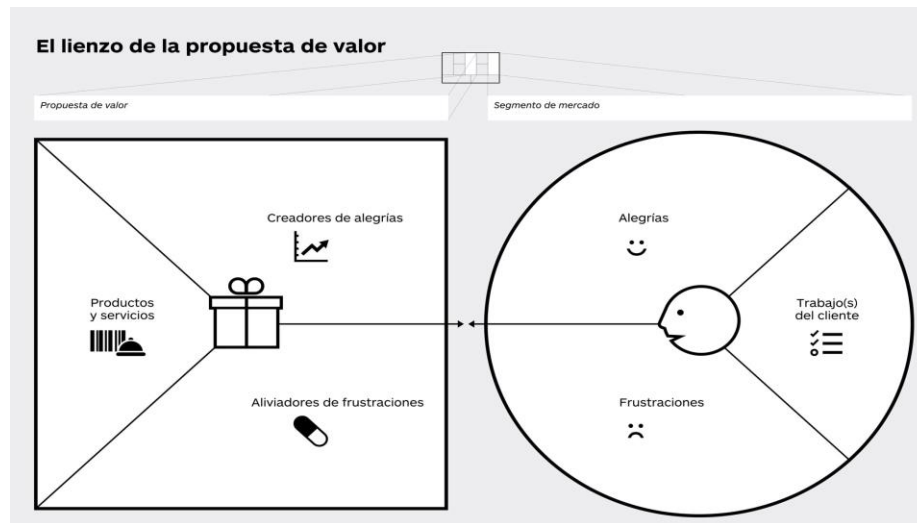 El lienzo de la propuesta de valor
Propuesta de valor
Segmento de mercado
Creadores de alegrías
Productos
y servicios
Aliviadores de frustraciones
Alegrías
Trabajo(s)
del cliente
Frustraciones